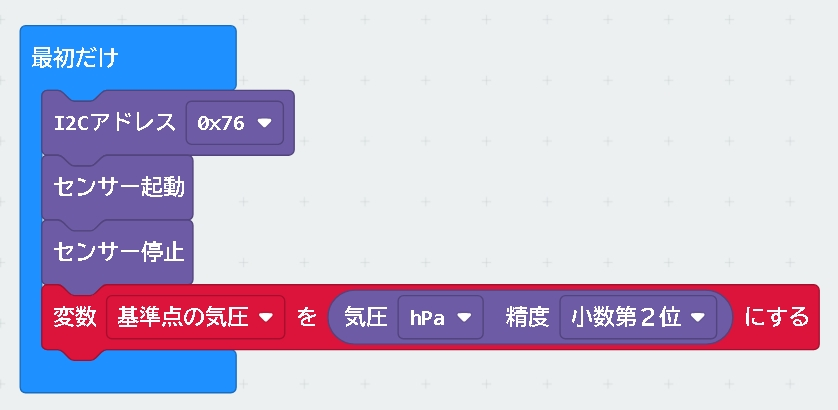 最初だけ
I2Cアドレス 0x76
センサー起動
センサー停止
変数 基準点の気圧 を 気圧 hPa 精度 小数第２位 にする